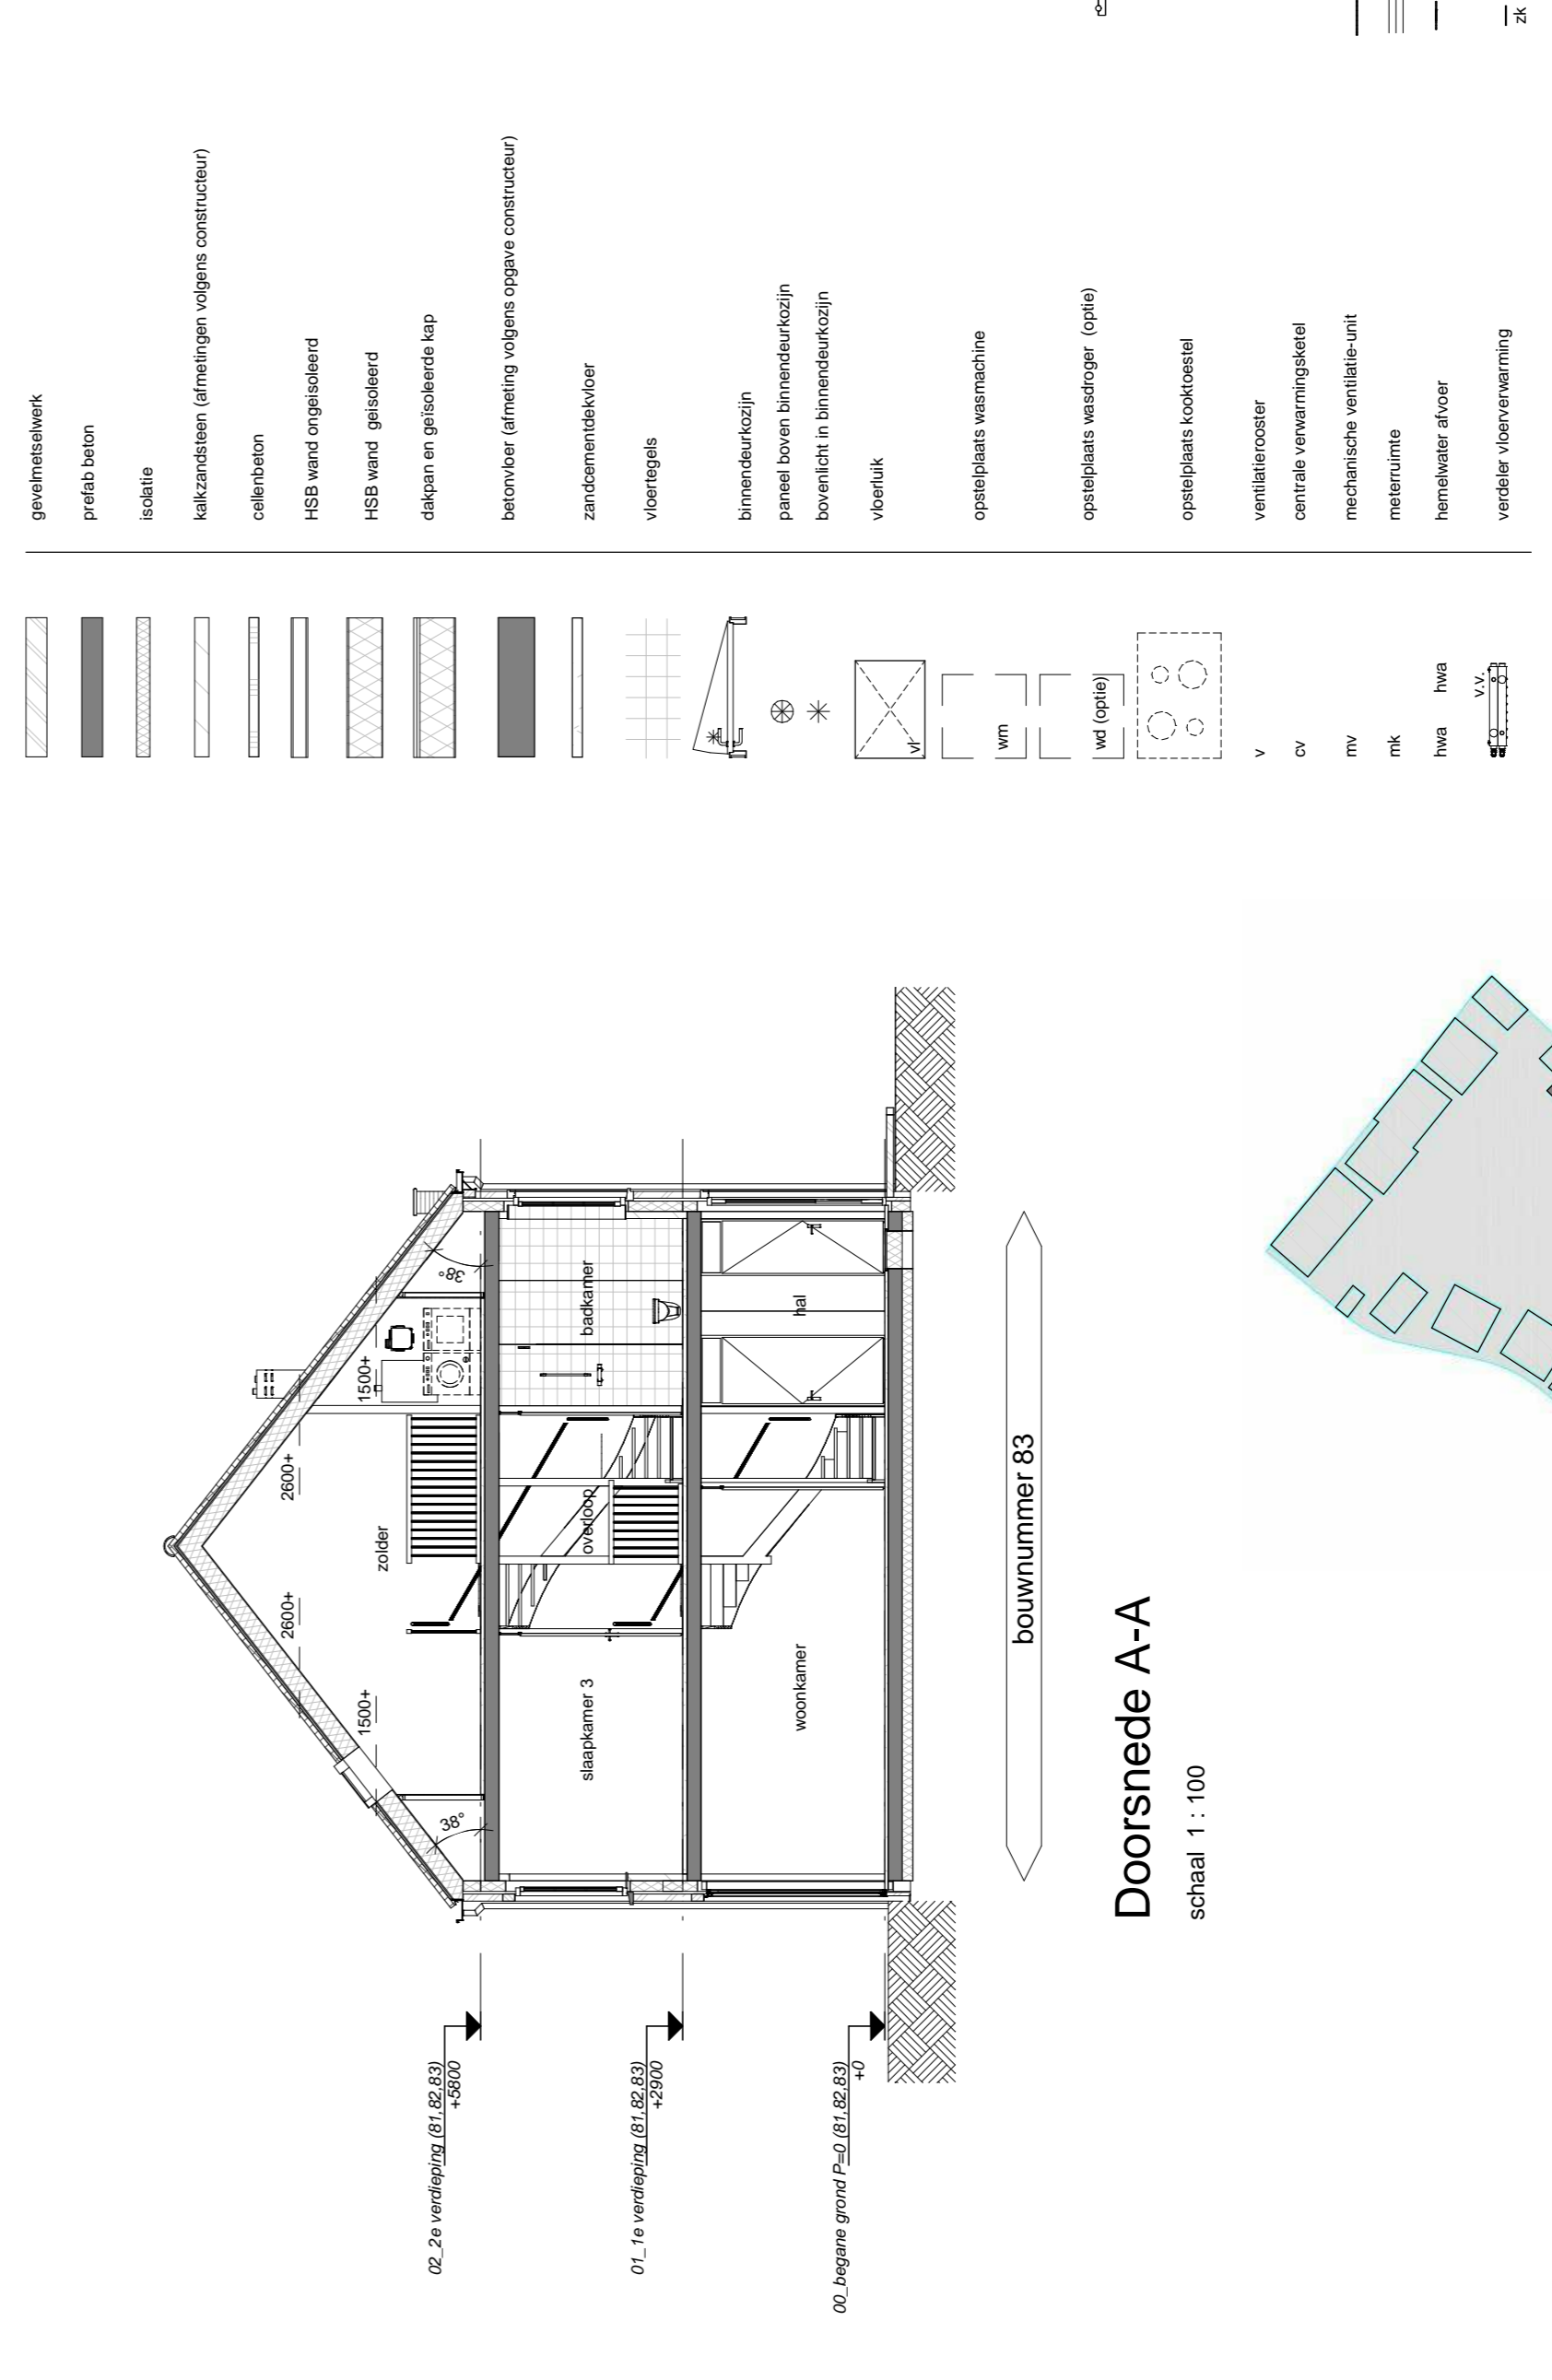 02_2e verdieping (81,82,83)
+5800
01_1e verdieping (81,82,83)
+2900
00_begane grond P=0 (81,82,83)
+0
2600+
2600+
1500+
1500+
38°
38°
zolder
slaapkamer 3
overloop
badkamer
woonkamer
hal
bouwnummer 83
Doorsnede A-A
schaal 1 : 100
gevelmetselwerk
prefab beton
isolatie
kalkzandsteen (afmetingen volgens constructeur)
cellenbeton
HSB wand ongeisoleerd
HSB wand geisoleerd
dakpan en geïsoleerde kap
betonvloer (afmeting volgens opgave constructeur)
zandcementdekvloer
vloertegels
binnendeurkozijn
paneel boven binnendeurkozijn
bovenlicht in binnendeurkozijn
vl vloerluik
wm opstelplaats wasmachine
wd (optie) opstelplaats wasdroger (optie)
opstelplaats kooktoestel
v ventilatierooster
cv centrale verwarmingsketel
mv mechanische ventilatie-unit
mk meterruimte
hwa hwa hemelwater afvoer
v.v. verdeler vloerverwarming
zk